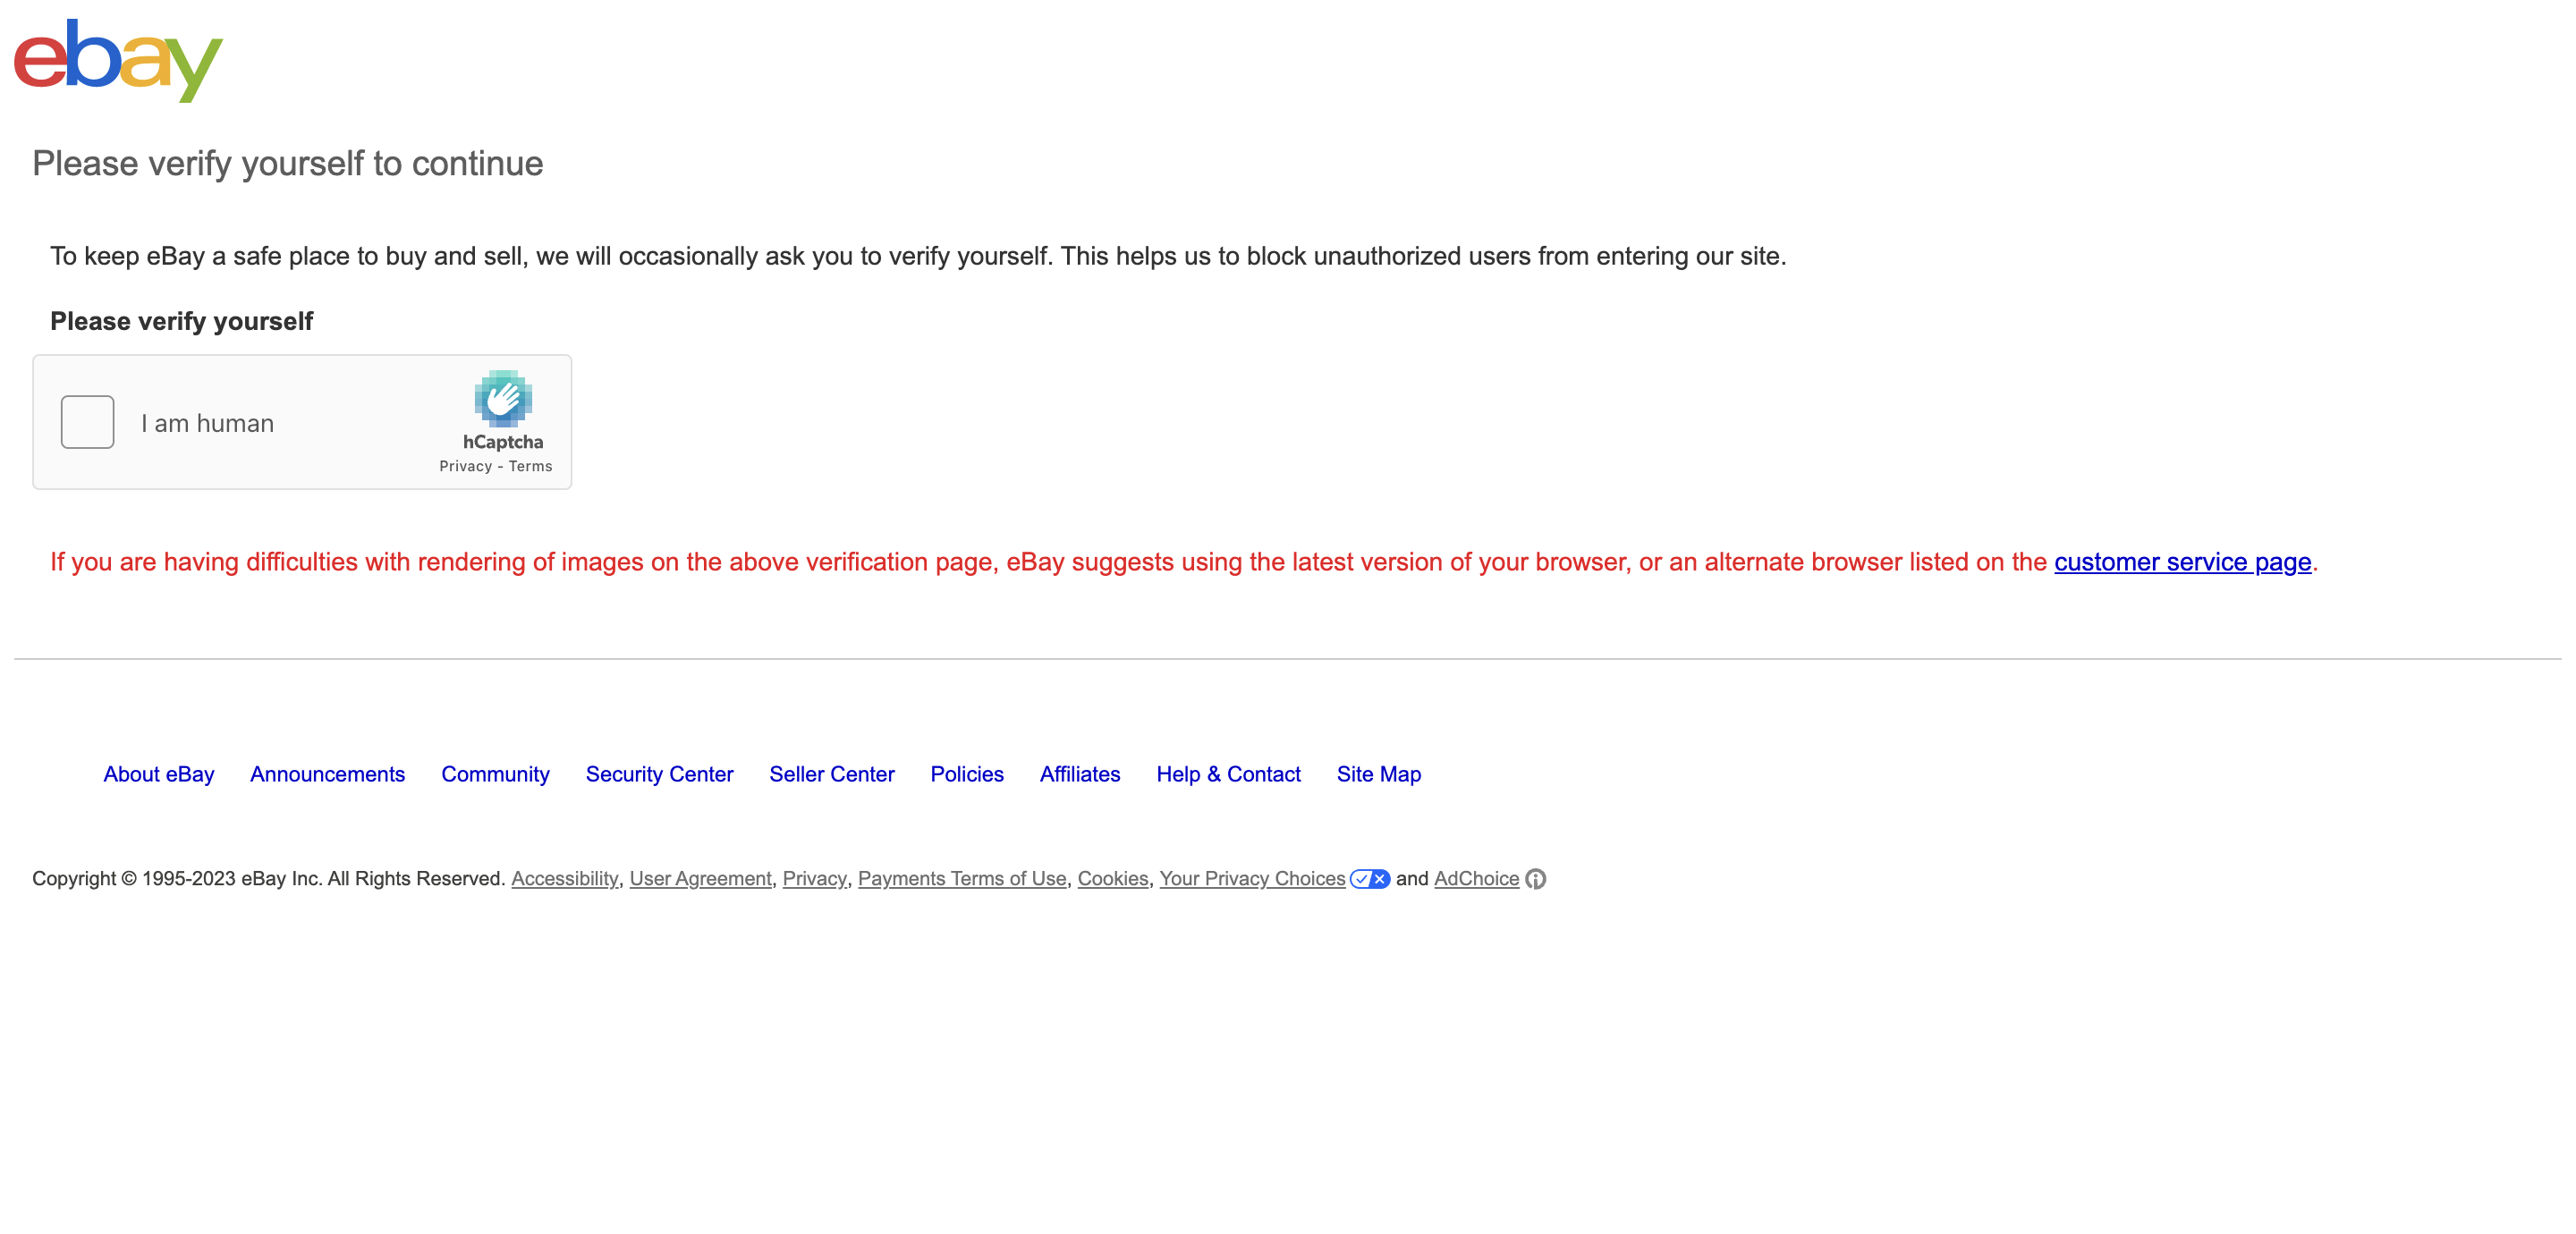 ebay
Please verify yourself to continue
To keep eBay a safe place to buy and sell, we will occasionally ask you to verify yourself. This helps us to block unauthorized users from entering our site.
Please verify yourself
I am human
hCaptcha
Privacy - Terms
If you are having difficulties with rendering of images on the above verification page, eBay suggests using the latest version of your browser, or an alternate browser listed on the customer service page.
About eBay Announcements Community Security Center Seller Center Policies Affiliates Help & Contact Site Map
Copyright © 1995-2023 eBay Inc. All Rights Reserved. Accessibility, User Agreement, Privacy, Payments Terms of Use, Cookies, Your Privacy Choices and AdChoice